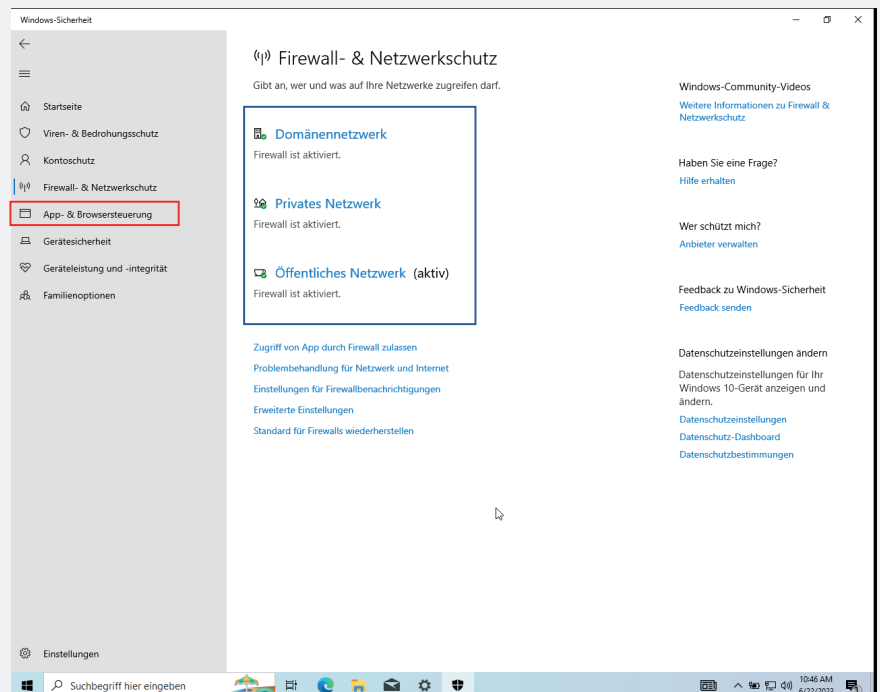 Windows-Sicherheit
Startseite
Viren- & Bedrohungsschutz
Kontoschutz
Firewall- & Netzwerkschutz
App- & Browsersteuerung
Gerätesicherheit
Geräteleistung und -integrität
Familienoptionen
Einstellungen
Firewall- & Netzwerkschutz
Gibt an, wer und was auf Ihre Netzwerke zugreifen darf.
Domänennetzwerk
Firewall ist aktiviert.
Privates Netzwerk
Firewall ist aktiviert.
Öffentliches Netzwerk (aktiv)
Firewall ist aktiviert.
Zugriff von App durch Firewall zulassen
Problembehandlung für Netzwerk und Internet
Einstellungen für Firewallbenachrichtigungen
Erweiterte Einstellungen
Standard für Firewalls wiederherstellen
Windows-Community-Videos
Weitere Informationen zu Firewall &
Netzwerkschutz
Haben Sie eine Frage?
Hilfe erhalten
Wer schützt mich?
Anbieter verwalten
Feedback zu Windows-Sicherheit
Feedback senden
Datenschutzeinstellungen ändern
Datenschutzeinstellungen für Ihr
Windows 10-Gerät anzeigen und
ändern.
Datenschutzeinstellungen
Datenschutz-Dashboard
Datenschutzbestimmungen
Suchbegriff hier eingeben
10:46 AM
6/22/2023